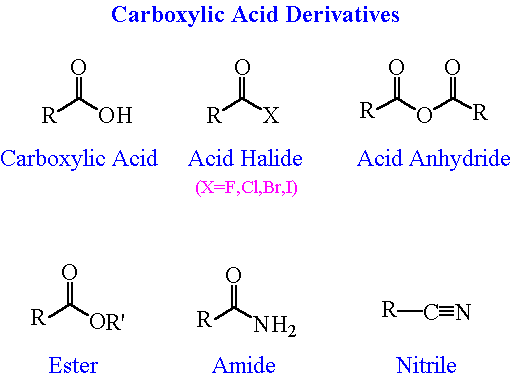 Carboxylic Acid Derivatives
O O O O
R OH R X R O R
Carboxylic Acid Acid Halide Acid Anhydride
(X=F,Cl,Br,I)
O O
R OR' R NH₂ R—C≡N
Ester Amide Nitrile